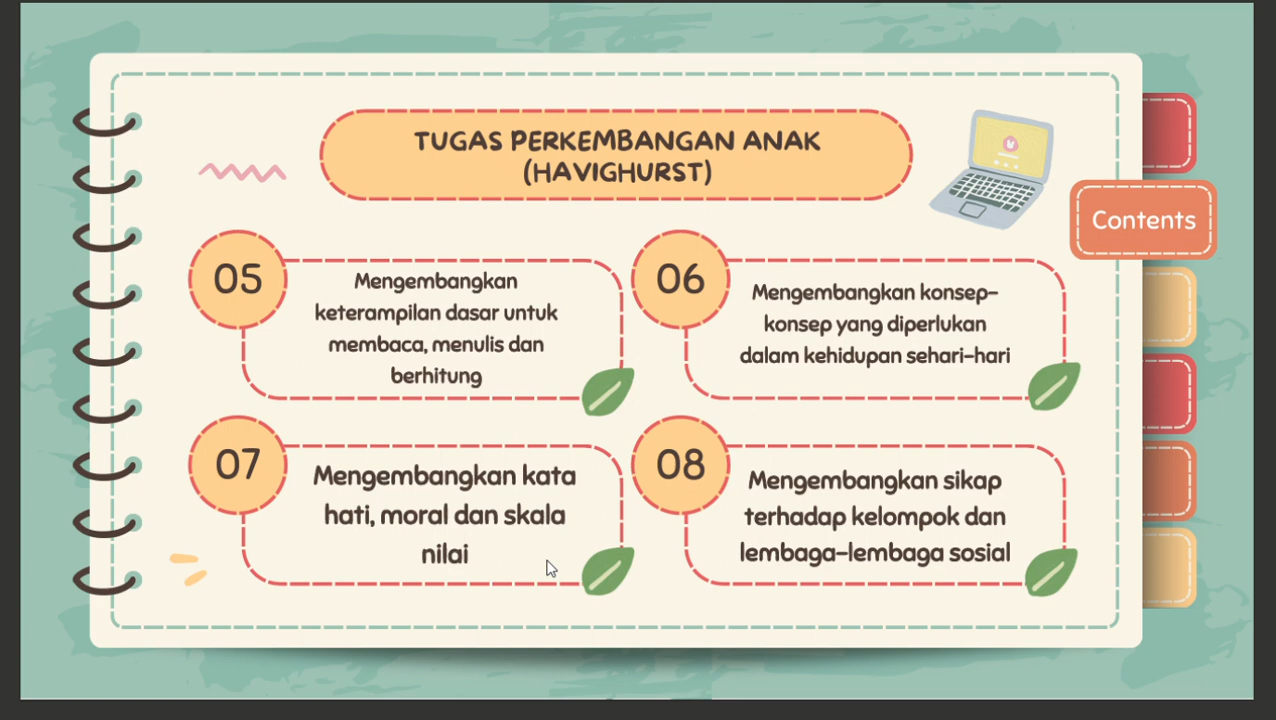 TUGAS PERKEMBANGAN ANAK
(HAVIGHURST)
Contents
05
Mengembangkan
keterampilan dasar untuk
membaca, menulis dan
berhitung
06
Mengembangkan konsep-
konsep yang diperlukan
dalam kehidupan sehari-hari
07
Mengembangkan kata
hati, moral dan skala
nilai
08
Mengembangkan sikap
terhadap kelompok dan
lembaga-lembaga sosial